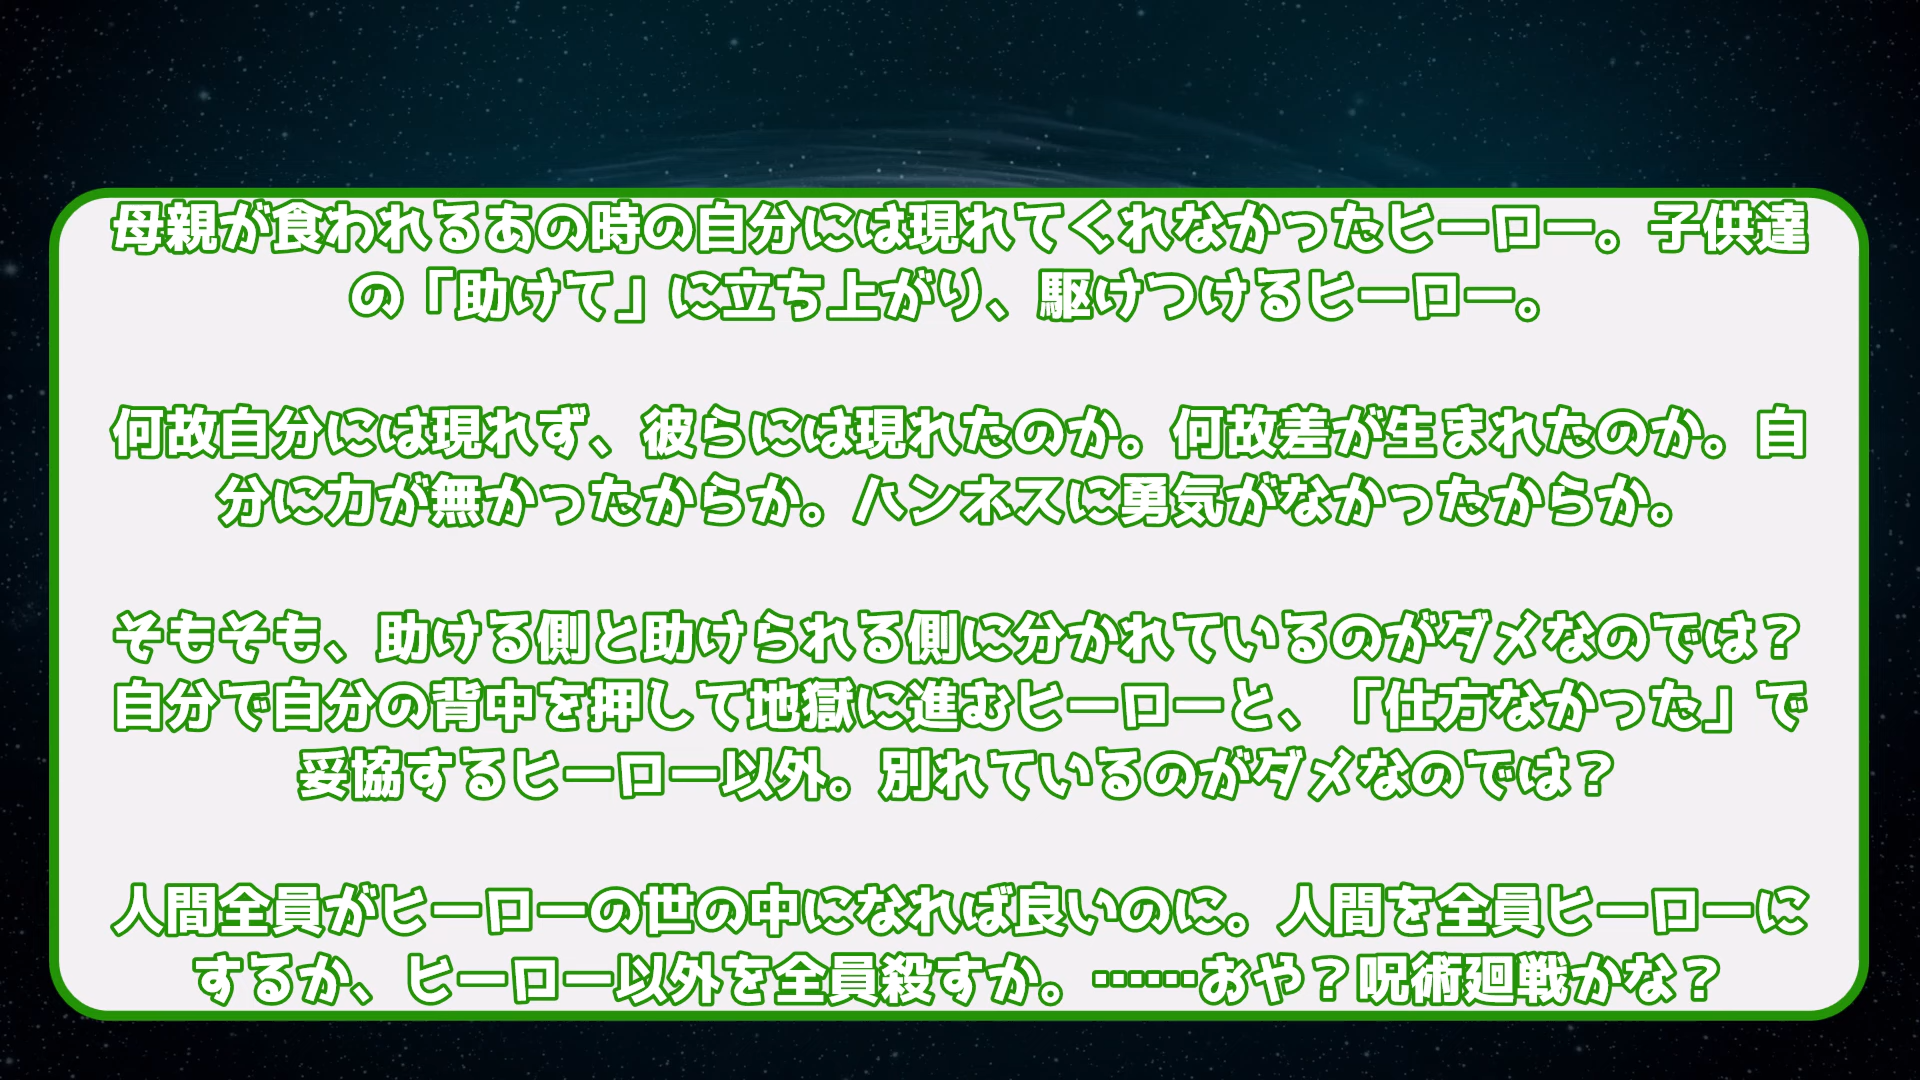 母親が食われるあの時の自分には現れてくれなかったヒーロー。子供達
の「助けて」に立ち上がり、駆けつけるヒーロー。
何故自分には現れず、彼らには現れたのか。何故差が生まれたのか。自
分に力が無かったからか。ハンネスに勇気がなかったからか。
そもそも、助ける側と助けられる側に分かれているのがダメなのでは？
自分で自分の背中を押して地獄に進むヒーローと、「仕方なかった」で
妥協するヒーロー以外。別れているのがダメなのでは？
人間全員がヒーローの世の中になれば良いのに。人間を全員ヒーローに
するか、ヒーロー以外を全員殺すか。……おや？呪術廻戦かな？